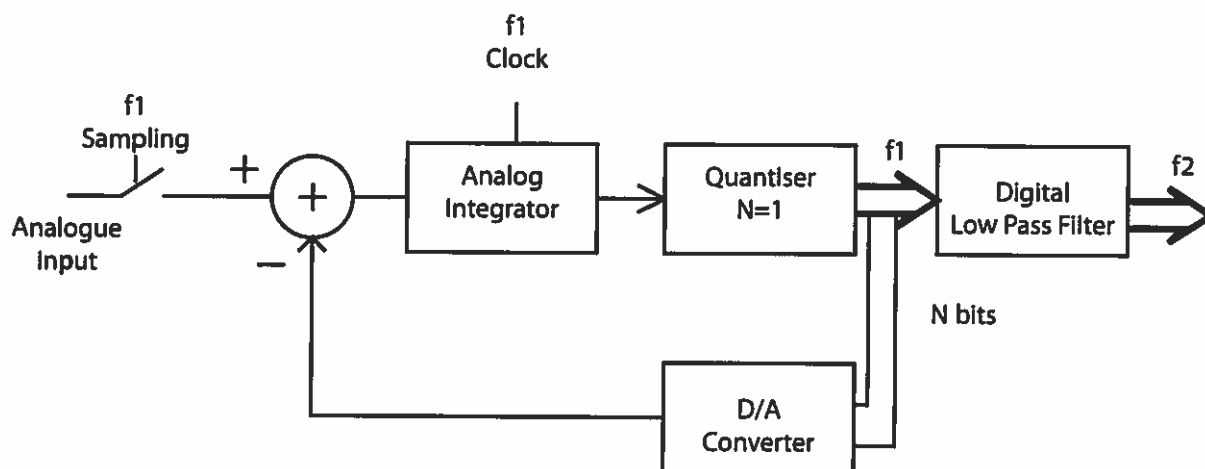 f1
Clock
f1
Sampling
+
+
−
Analogue
Input
Analog
Integrator
Quantiser
N=1
f1
Digital
Low Pass Filter
f2
N bits
D/A
Converter